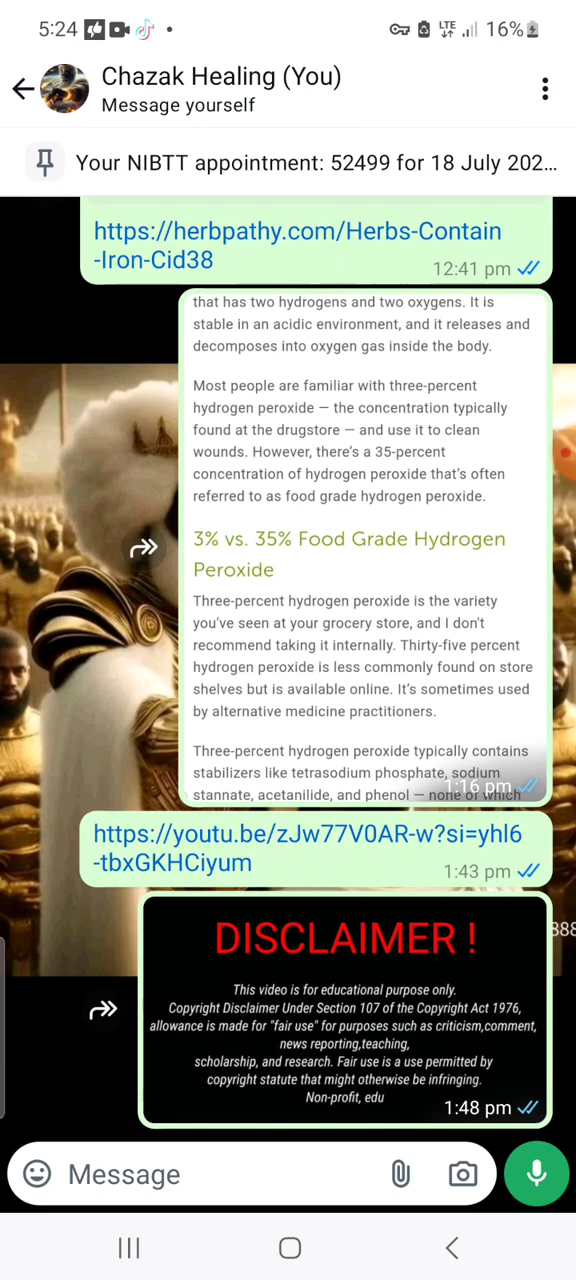 5:24
LTE
16%
Chazak Healing (You)
Message yourself
Your NIBTT appointment: 52499 for 18 July 202...
https://herbpathy.com/Herbs-Contain
-Iron-Cid38
12:41 pm
that has two hydrogens and two oxygens. It is
stable in an acidic environment, and it releases and
decomposes into oxygen gas inside the body.
Most people are familiar with three-percent
hydrogen peroxide — the concentration typically
found at the drugstore — and use it to clean
wounds. However, there's a 35-percent
concentration of hydrogen peroxide that's often
referred to as food grade hydrogen peroxide.
3% vs. 35% Food Grade Hydrogen
Peroxide
Three-percent hydrogen peroxide is the variety
you've seen at your grocery store, and I don't
recommend taking it internally. Thirty-five percent
hydrogen peroxide is less commonly found on store
shelves but is available online. It's sometimes used
by alternative medicine practitioners.
Three-percent hydrogen peroxide typically contains
stabilizers like tetrasodium phosphate, sodium
1:16 pm
stannate, acetanilide, and phenol — none of which
https://youtu.be/zJw77V0AR-w?si=yhl6
-tbxGKHCiyum
1:43 pm
DISCLAIMER !
This video is for educational purpose only.
Copyright Disclaimer Under Section 107 of the Copyright Act 1976,
allowance is made for "fair use" for purposes such as criticism,comment,
news reporting,teaching,
scholarship, and research. Fair use is a use permitted by
copyright statute that might otherwise be infringing.
Non-profit, edu
1:48 pm
Message